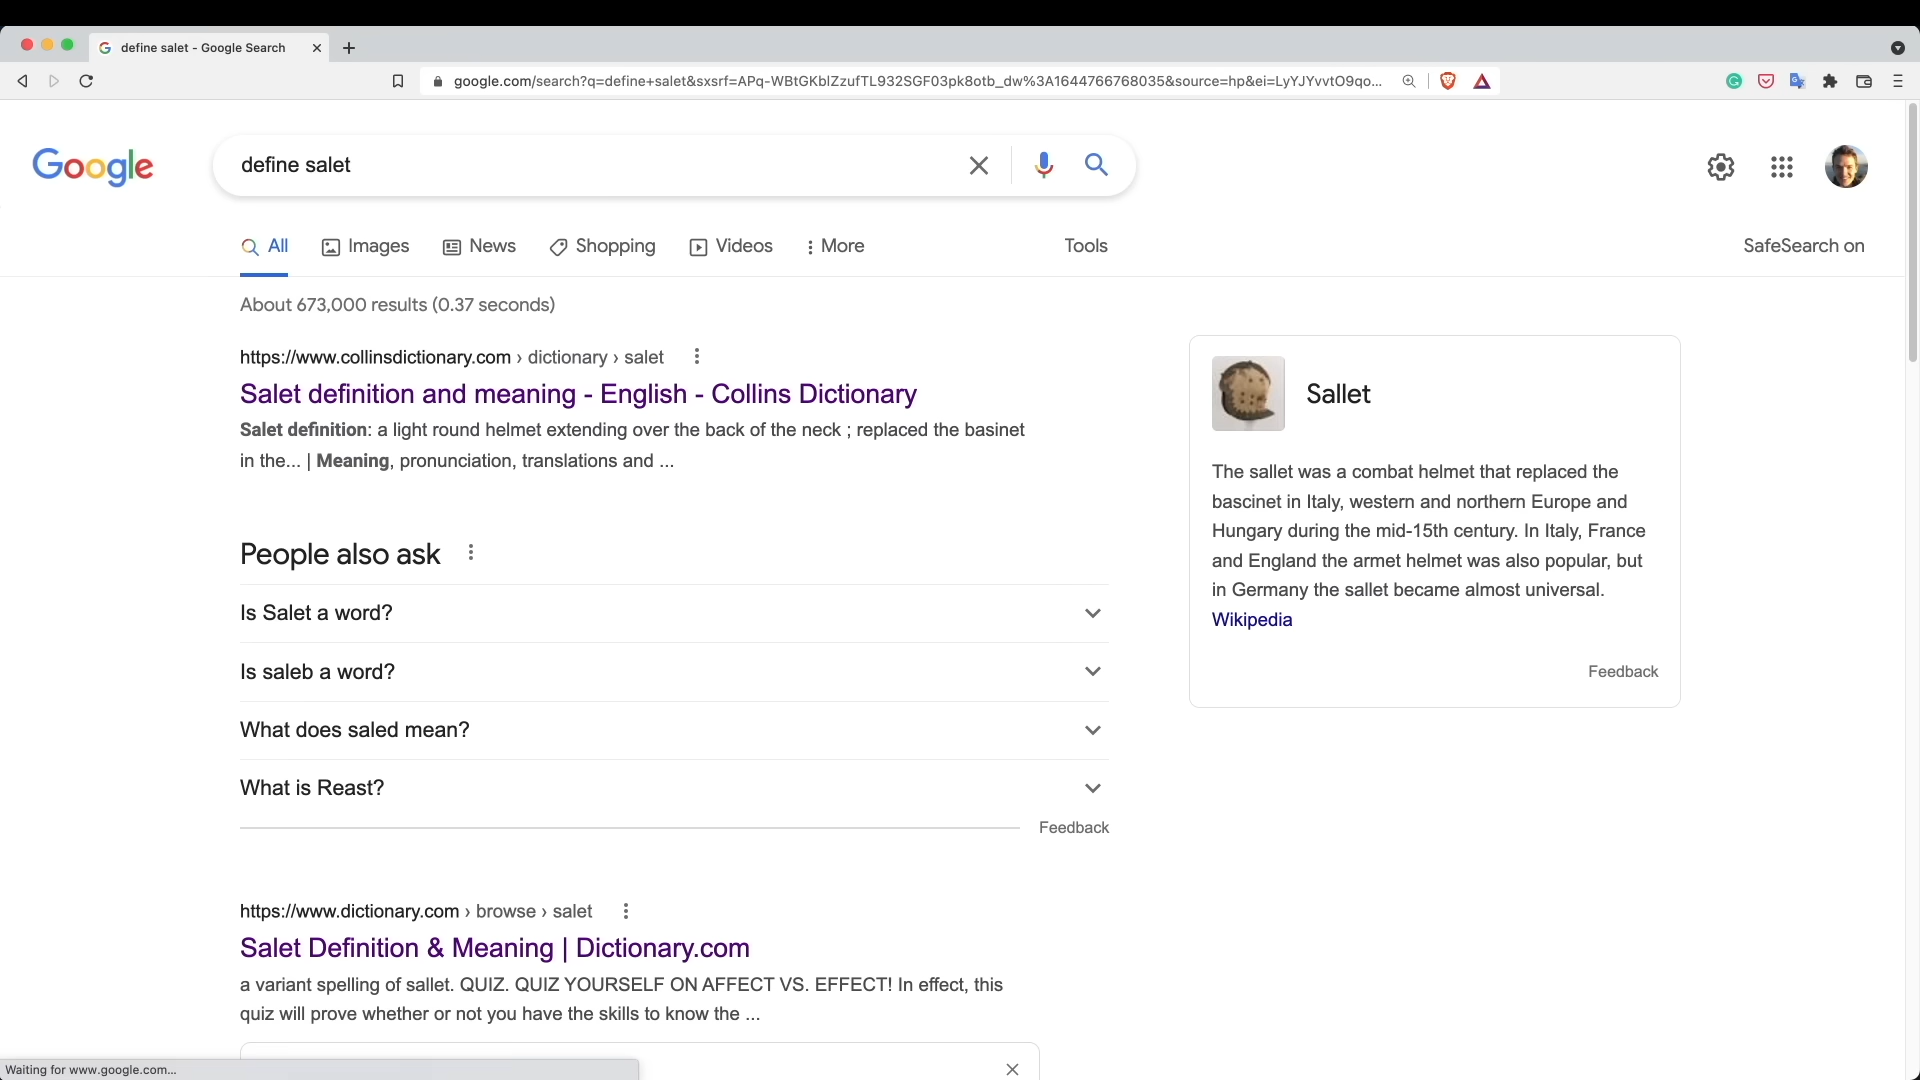 define salet - Google Search
google.com/search?q=define+salet&sxsrf=APq-WBtGKbIZzufTL932SGF03pk8otb_dw%3A1644766768035&source=hp&ei=LyYJYvvtO9qo...
Google
define salet
All
Images
News
Shopping
Videos
More
Tools
SafeSearch on
About 673,000 results (0.37 seconds)
https://www.collinsdictionary.com › dictionary › salet
Salet definition and meaning - English - Collins Dictionary
Salet definition: a light round helmet extending over the back of the neck ; replaced the basinet
in the... | Meaning, pronunciation, translations and ...
People also ask
Is Salet a word?
Is saleb a word?
What does saled mean?
What is Reast?
Feedback
https://www.dictionary.com › browse › salet
Salet Definition & Meaning | Dictionary.com
a variant spelling of sallet. QUIZ. QUIZ YOURSELF ON AFFECT VS. EFFECT! In effect, this
quiz will prove whether or not you have the skills to know the ...
Sallet
The sallet was a combat helmet that replaced the
bascinet in Italy, western and northern Europe and
Hungary during the mid-15th century. In Italy, France
and England the armet helmet was also popular, but
in Germany the sallet became almost universal.
Wikipedia
Feedback
Waiting for www.google.com...